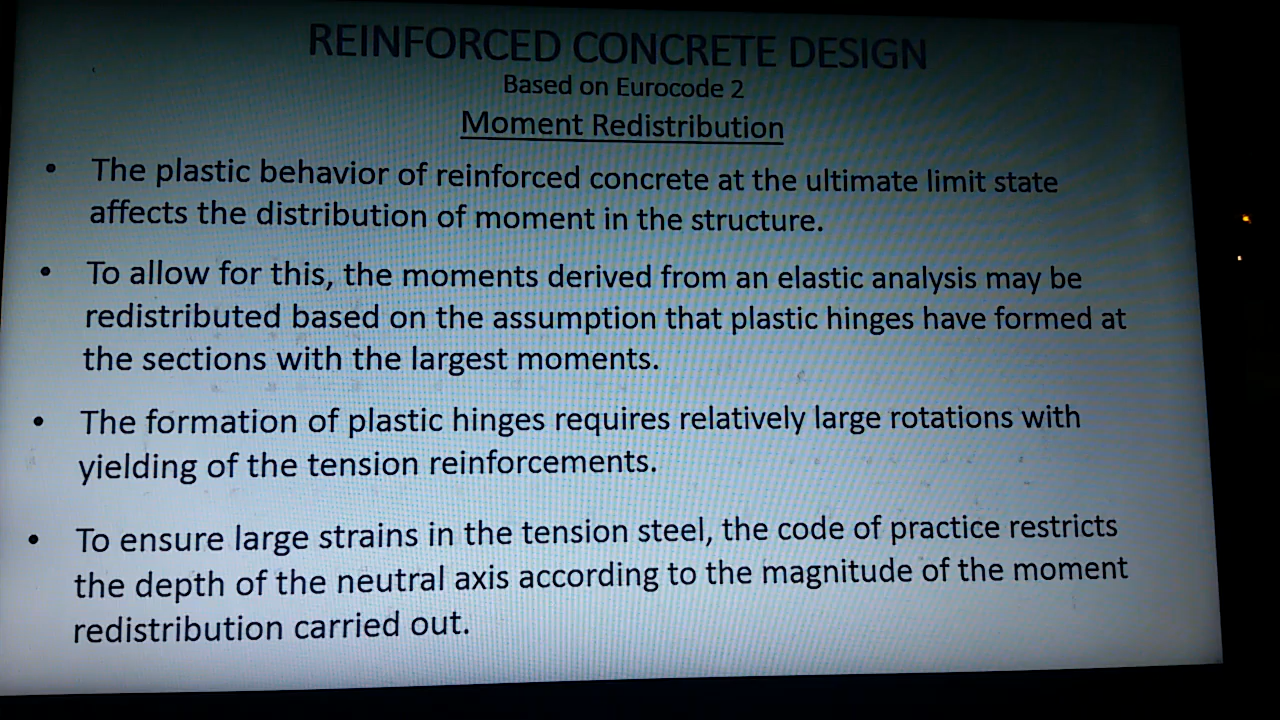 REINFORCED CONCRETE DESIGN
Based on Eurocode 2
Moment Redistribution
• The plastic behavior of reinforced concrete at the ultimate limit state
affects the distribution of moment in the structure.
• To allow for this, the moments derived from an elastic analysis may be
redistributed based on the assumption that plastic hinges have formed at
the sections with the largest moments.
• The formation of plastic hinges requires relatively large rotations with
yielding of the tension reinforcements.
• To ensure large strains in the tension steel, the code of practice restricts
the depth of the neutral axis according to the magnitude of the moment
redistribution carried out.